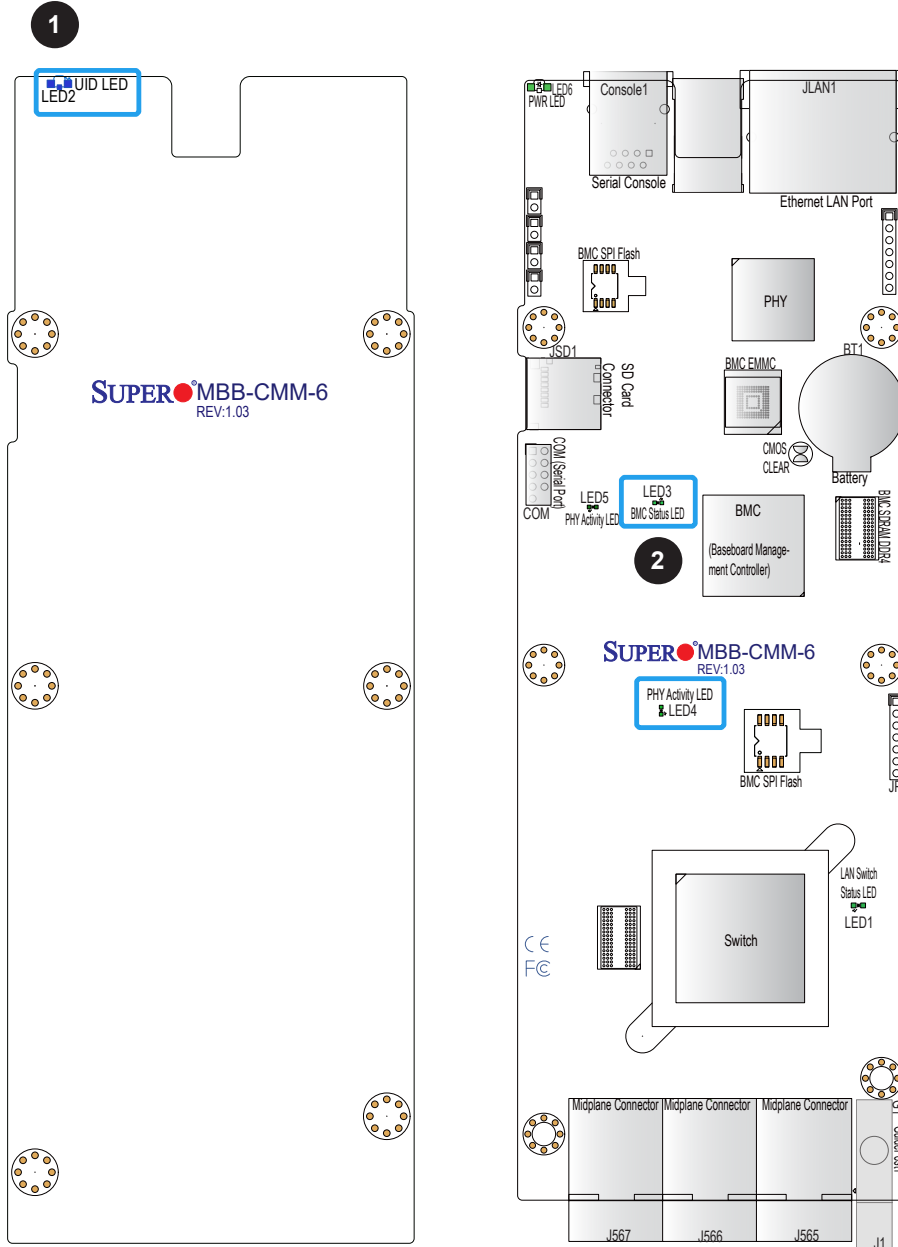 1
UID LED
LED2
SUPER MBB-CMM-6
REV:1.03
LED6
PWR LED
Console1
Serial Console
JLAN1
Ethernet LAN Port
BMC SPI Flash
PHY
JSD1
SD Card
Connector
BMC EMMC
BT1
CMOS
CLEAR
Battery
COM (Serial Port)
COM
LED5
PHY Activity LED
LED3
BMC Status LED
2
BMC
(Baseboard Manage-
ment Controller)
BMC SDRAM DDR4
SUPER MBB-CMM-6
REV:1.03
PHY Activity LED
LED4
BMC SPI Flash
LAN Switch
Status LED
LED1
Switch
CE
FC
Midplane Connector
Midplane Connector
Midplane Connector
J567
J566
J565
J1